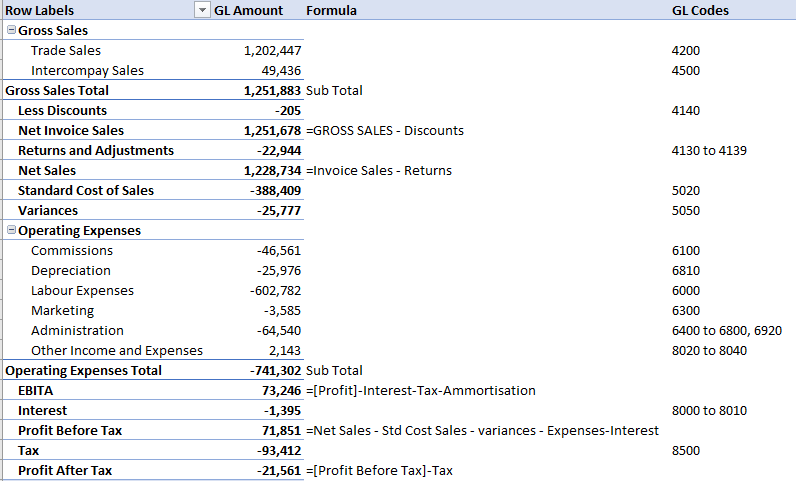 Row Labels GL Amount Formula GL Codes
Gross Sales
Trade Sales 1,202,447 4200
Intercompay Sales 49,436 4500
Gross Sales Total 1,251,883 Sub Total
Less Discounts -205 4140
Net Invoice Sales 1,251,678 =GROSS SALES - Discounts
Returns and Adjustments -22,944 4130 to 4139
Net Sales 1,228,734 =Invoice Sales - Returns
Standard Cost of Sales -388,409 5020
Variances -25,777 5050
Operating Expenses
Commissions -46,561 6100
Depreciation -25,976 6810
Labour Expenses -602,782 6000
Marketing -3,585 6300
Administration -64,540 6400 to 6800, 6920
Other Income and Expenses 2,143 8020 to 8040
Operating Expenses Total -741,302 Sub Total
EBITA 73,246 =[Profit]-Interest-Tax-Ammortisation
Interest -1,395 8000 to 8010
Profit Before Tax 71,851 =Net Sales - Std Cost Sales - variances - Expenses-Interest
Tax -93,412 8500
Profit After Tax -21,561 =[Profit Before Tax]-Tax